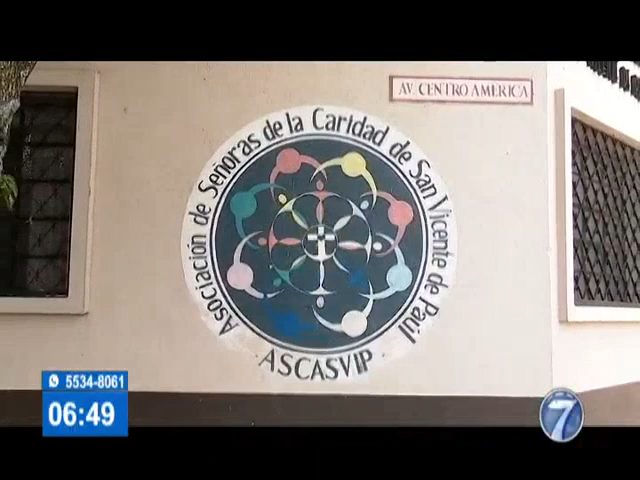 AV. CENTRO AMERICA
Asociación de Señoras de la Caridad de San Vicente de Paúl
ASCASVIP
5534-8061
06:49
7